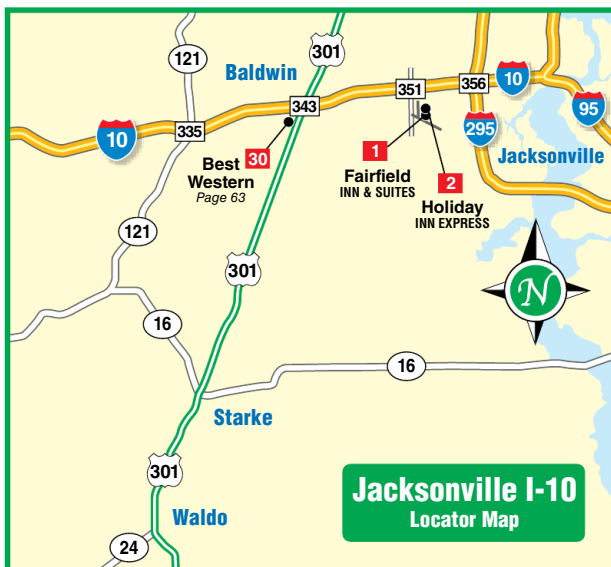 301
121
Baldwin
10
351
356
343
95
10
335
295
Best
Western
Page 63
30
1
Fairfield
INN & SUITES
2
Holiday
INN EXPRESS
Jacksonville
121
301
N
16
16
Starke
301
Waldo
24
Jacksonville I-10
Locator Map